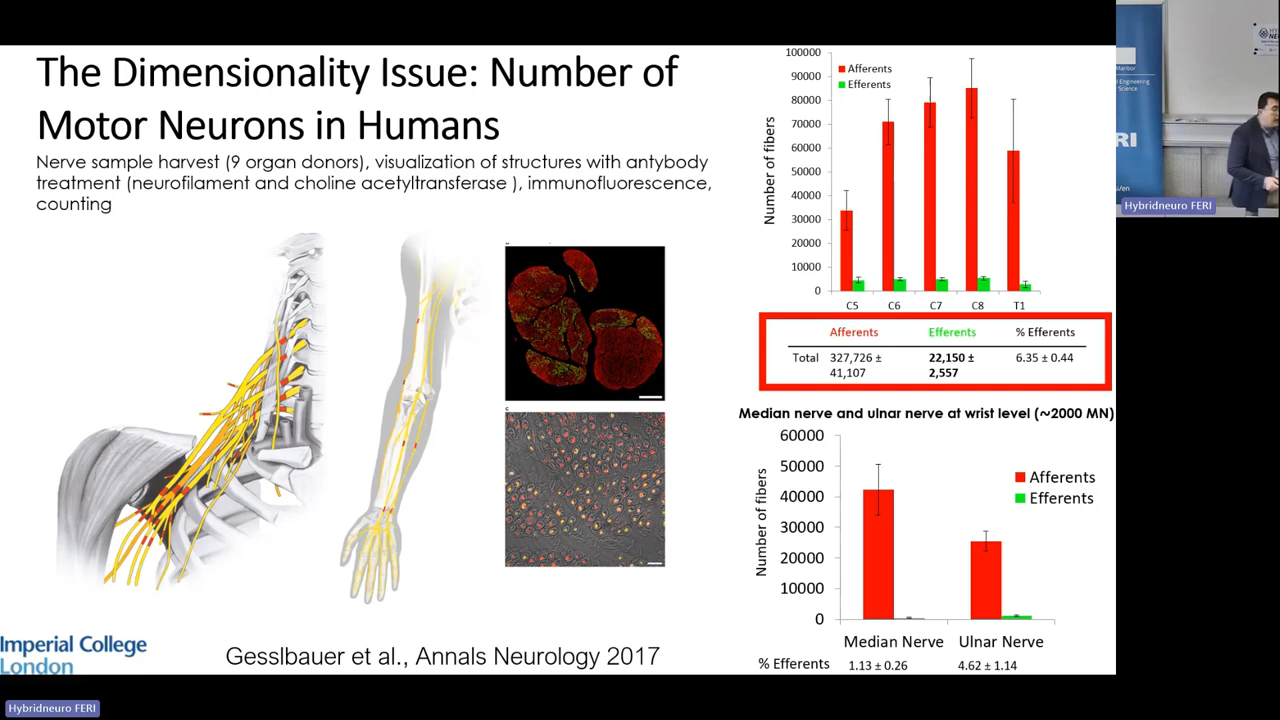 The Dimensionality Issue: Number of
Motor Neurons in Humans
Nerve sample harvest (9 organ donors), visualization of structures with antybody
treatment (neurofilament and choline acetyltransferase ), immunofluorescence,
counting
Imperial College
London
Gesslbauer et al., Annals Neurology 2017
Number of fibers
100000
90000
80000
70000
60000
50000
40000
30000
20000
10000
0
Afferents
Efferents
C5 C6 C7 C8 T1
Afferents Efferents % Efferents
Total 327,726 ± 22,150 ± 6.35 ± 0.44
41,107 2,557
Median nerve and ulnar nerve at wrist level (~2000 MN)
Number of fibers
60000
50000
40000
30000
20000
10000
0
Afferents
Efferents
Median Nerve Ulnar Nerve
% Efferents 1.13 ± 0.26 4.62 ± 1.14
Maribor
Hybridneuro FERI
Hybridneuro FERI